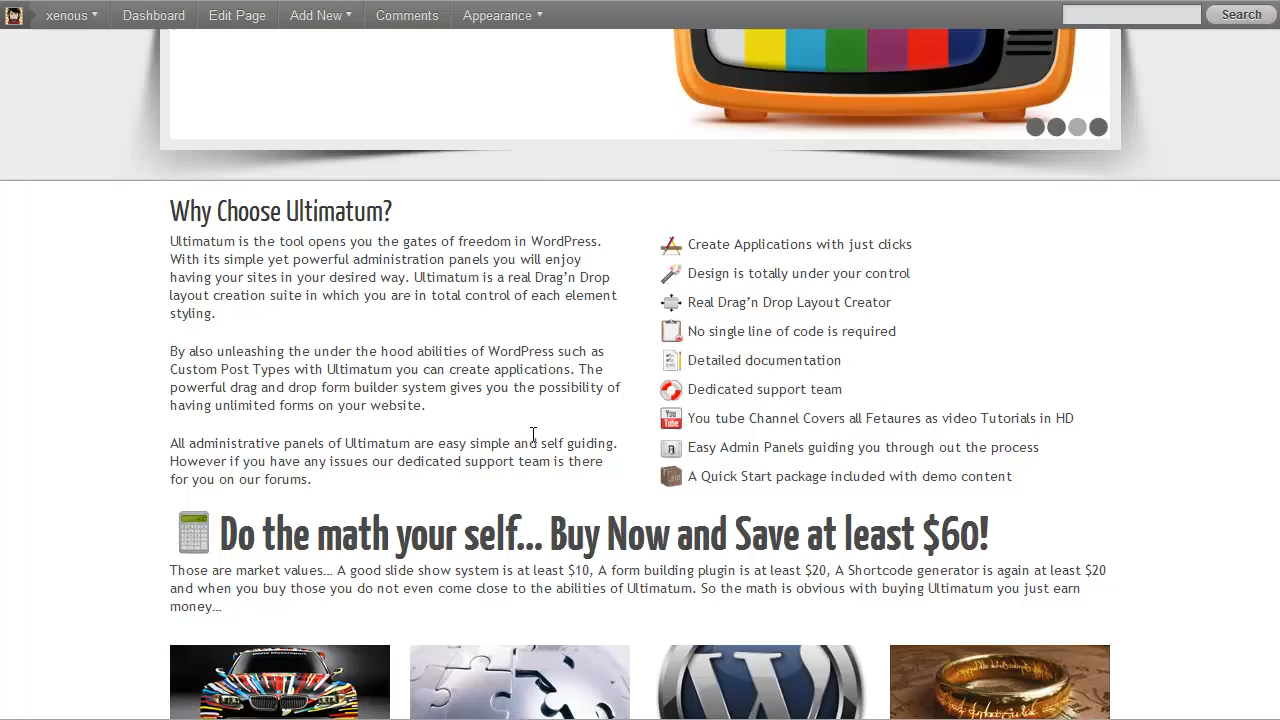 xenous Dashboard Edit Page Add New Comments Appearance Search
Why Choose Ultimatum?
Ultimatum is the tool opens you the gates of freedom in WordPress.
With its simple yet powerful administration panels you will enjoy
having your sites in your desired way. Ultimatum is a real Drag’n Drop
layout creation suite in which you are in total control of each element
styling.
By also unleashing the under the hoos abilities of WordPress such as
Custom Post Types with Ultimatum you can create applications. The
powerful drag and drop form builder system gives you the possibility of
having unlimited forms on your website.
All administrative panels of Ultimatum are easy simple and self guiding.
However if you have any issues our dedicated support team is there
for you on our forums.
Create Applications with just clicks
Design is totally under your control
Real Drag’n Drop Layout Creator
No single line of code is required
Detailed documentation
Dedicated support team
You Tube
You tube Channel Covers all Fetaures as video Tutorials in HD
Easy Admin Panels guiding you through out the process
A Quick Start package included with demo content
Do the math your self... Buy Now and Save at least $60!
Those are market values... A good slide show system is at least $10, A form building plugin is at least $20, A Shortcode generator is again at least $20
and when you buy those you do not even come close to the abilities of Ultimatum. So the math is obvious with buying Ultimatum you just earn
money...